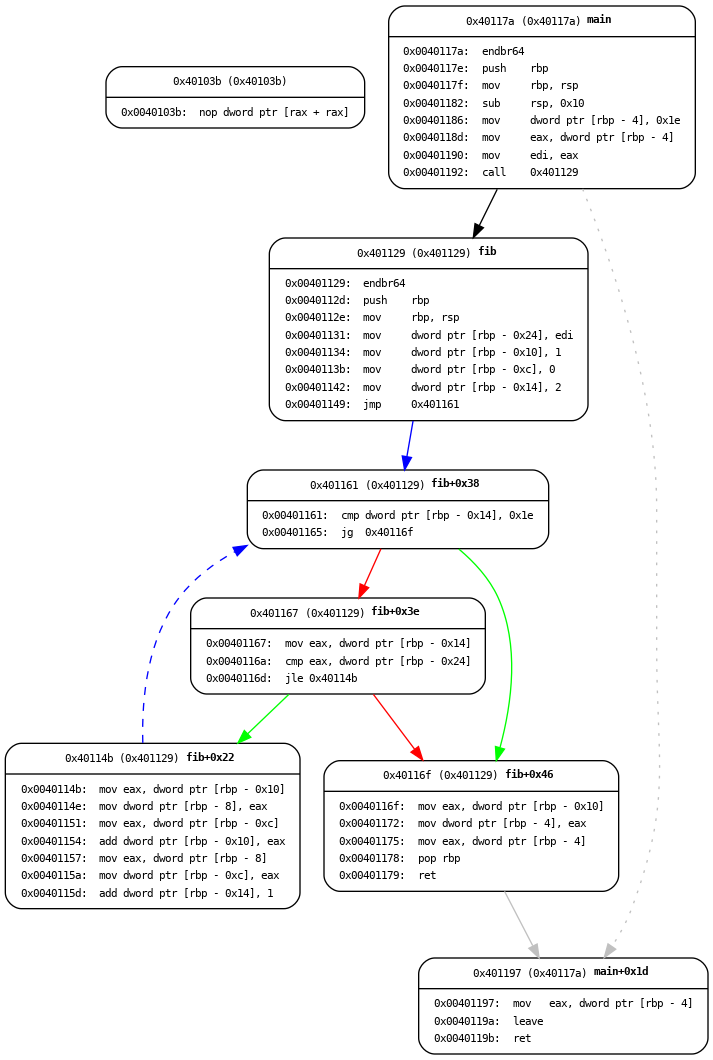 0x40117a (0x40117a) main
0x0040117a: endbr64
0x0040117e: push rbp
0x0040117f: mov rbp, rsp
0x00401182: sub rsp, 0x10
0x00401186: mov dword ptr [rbp - 4], 0x1e
0x0040118d: mov eax, dword ptr [rbp - 4]
0x00401190: mov edi, eax
0x00401192: call 0x401129
0x40103b (0x40103b)
0x0040103b: nop dword ptr [rax + rax]
0x401129 (0x401129) fib
0x00401129: endbr64
0x0040112d: push rbp
0x0040112e: mov rbp, rsp
0x00401131: mov dword ptr [rbp - 0x24], edi
0x00401134: mov dword ptr [rbp - 0x10], 1
0x0040113b: mov dword ptr [rbp - 0xc], 0
0x00401142: mov dword ptr [rbp - 0x14], 2
0x00401149: jmp 0x401161
0x401161 (0x401129) fib+0x38
0x00401161: cmp dword ptr [rbp - 0x14], 0x1e
0x00401165: jg 0x40116f
0x401167 (0x401129) fib+0x3e
0x00401167: mov eax, dword ptr [rbp - 0x14]
0x0040116a: cmp eax, dword ptr [rbp - 0x24]
0x0040116d: jle 0x40114b
0x40114b (0x401129) fib+0x22
0x0040114b: mov eax, dword ptr [rbp - 0x10]
0x0040114e: mov dword ptr [rbp - 8], eax
0x00401151: mov eax, dword ptr [rbp - 0xc]
0x00401154: add dword ptr [rbp - 0x10], eax
0x00401157: mov eax, dword ptr [rbp - 8]
0x0040115a: mov dword ptr [rbp - 0xc], eax
0x0040115d: add dword ptr [rbp - 0x14], 1
0x40116f (0x401129) fib+0x46
0x0040116f: mov eax, dword ptr [rbp - 0x10]
0x00401172: mov dword ptr [rbp - 4], eax
0x00401175: mov eax, dword ptr [rbp - 4]
0x00401178: pop rbp
0x00401179: ret
0x401197 (0x40117a) main+0x1d
0x00401197: mov eax, dword ptr [rbp - 4]
0x0040119a: leave
0x0040119b: ret